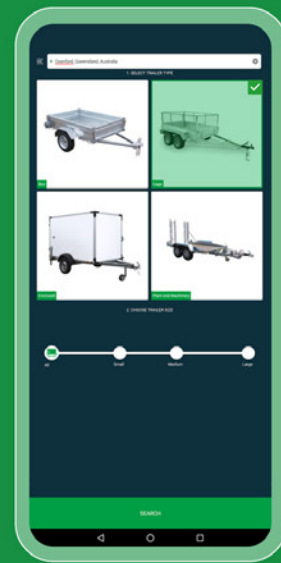 Coomford, Queensland, Australia
1. SELECT TRAILER TYPE
Box
Cage
Enclosed
Plant and Machinery
2. CHOOSE TRAILER SIZE
All
Small
Medium
Large
SEARCH